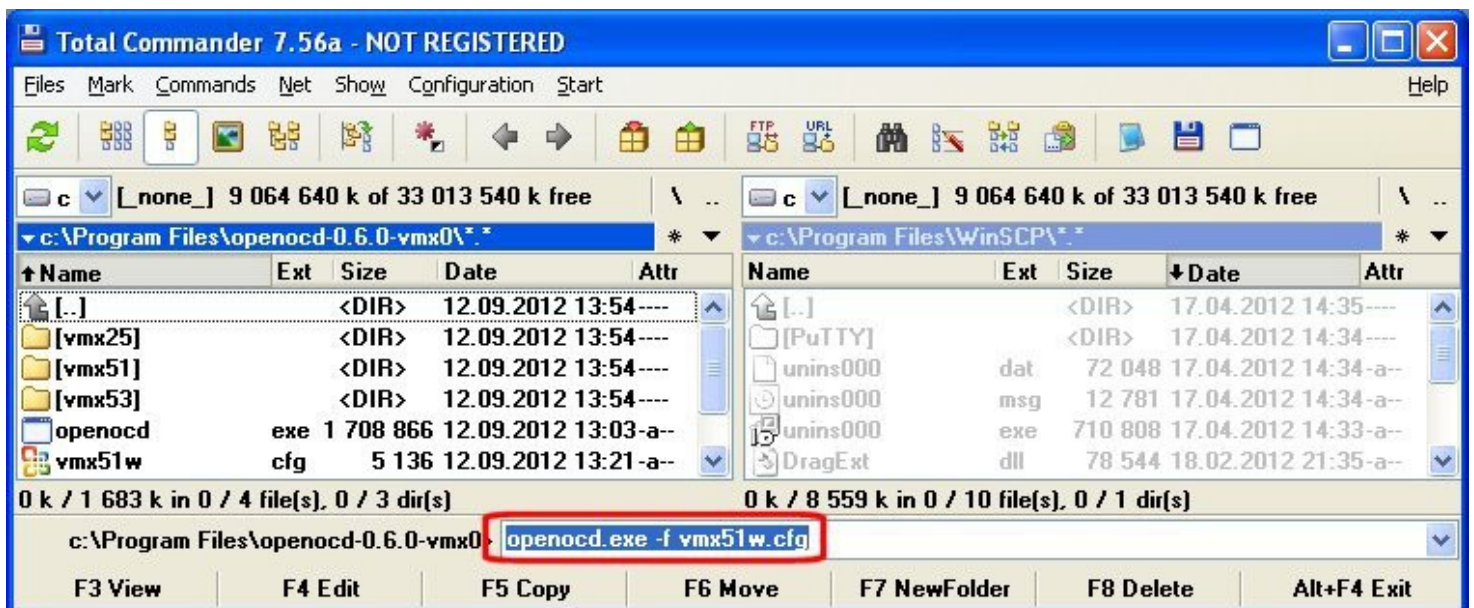 Total Commander 7.56a - NOT REGISTERED
Files Mark Commands Net Show Configuration Start Help
FTP URL
c [_none_] 9 064 640 k of 33 013 540 k free \ .. c [_none_] 9 064 640 k of 33 013 540 k free \ ..
c:\Program Files\openocd-0.6.0-vmx0\*.* * c:\Program Files\WinSCP\*.* *
Name Ext Size Date Attr Name Ext Size Date Attr
[..] <DIR> 12.09.2012 13:54 ---- [..] <DIR> 17.04.2012 14:35 ----
[vmx25] <DIR> 12.09.2012 13:54 ---- [PuTTY] <DIR> 17.04.2012 14:34 ----
[vmx51] <DIR> 12.09.2012 13:54 ---- unins000 dat 72 048 17.04.2012 14:34 -a--
[vmx53] <DIR> 12.09.2012 13:54 ---- unins000 msg 12 781 17.04.2012 14:34 -a--
openocd exe 1 708 866 12.09.2012 13:03 -a-- unins000 exe 710 808 17.04.2012 14:33 -a--
vmx51w cfg 5 136 12.09.2012 13:21 -a-- DragExt dll 78 544 18.02.2012 21:35 -a--
0 k / 1 683 k in 0 / 4 file(s), 0 / 3 dir(s) 0 k / 8 559 k in 0 / 10 file(s), 0 / 1 dir(s)
c:\Program Files\openocd-0.6.0-vmx0> openocd.exe -f vmx51w.cfg
F3 View F4 Edit F5 Copy F6 Move F7 NewFolder F8 Delete Alt+F4 Exit